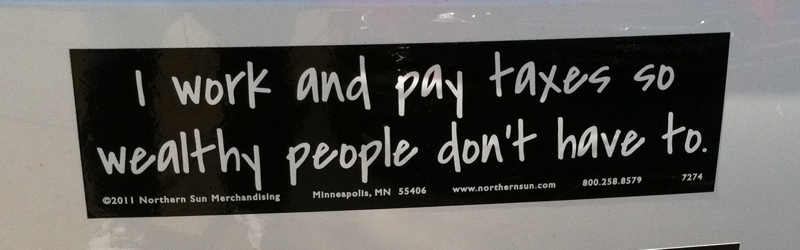 I work and pay taxes so
wealthy people don't have to.
©2011 Northern Sun Merchandising Minneapolis, MN 55406 www.northernsun.com 800.258.8579 7274